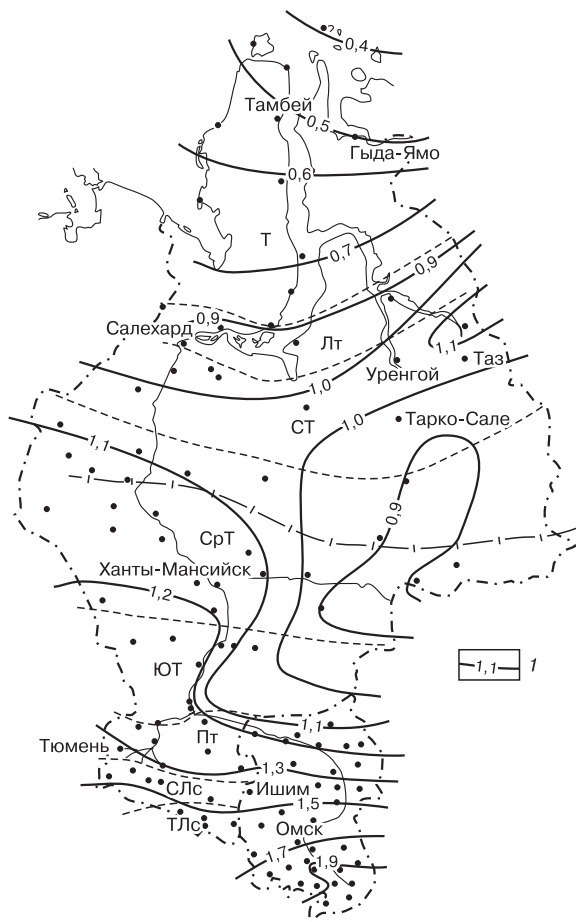 0,4
Тамбей
0,5
Гыда-Ямо
0,6
Т
0,7
0,9
0,9
Салехард
Лт
1,1
Уренгой
Таз
1,0
СТ
1,0
Тарко-Сале
1,1
0,9
СрТ
Ханты-Мансийск
1,2
1,1 1
ЮТ
1,1
Пт
Тюмень
1,3
СЛс
Ишим
1,5
ТЛс
Омск
1,7
1,9